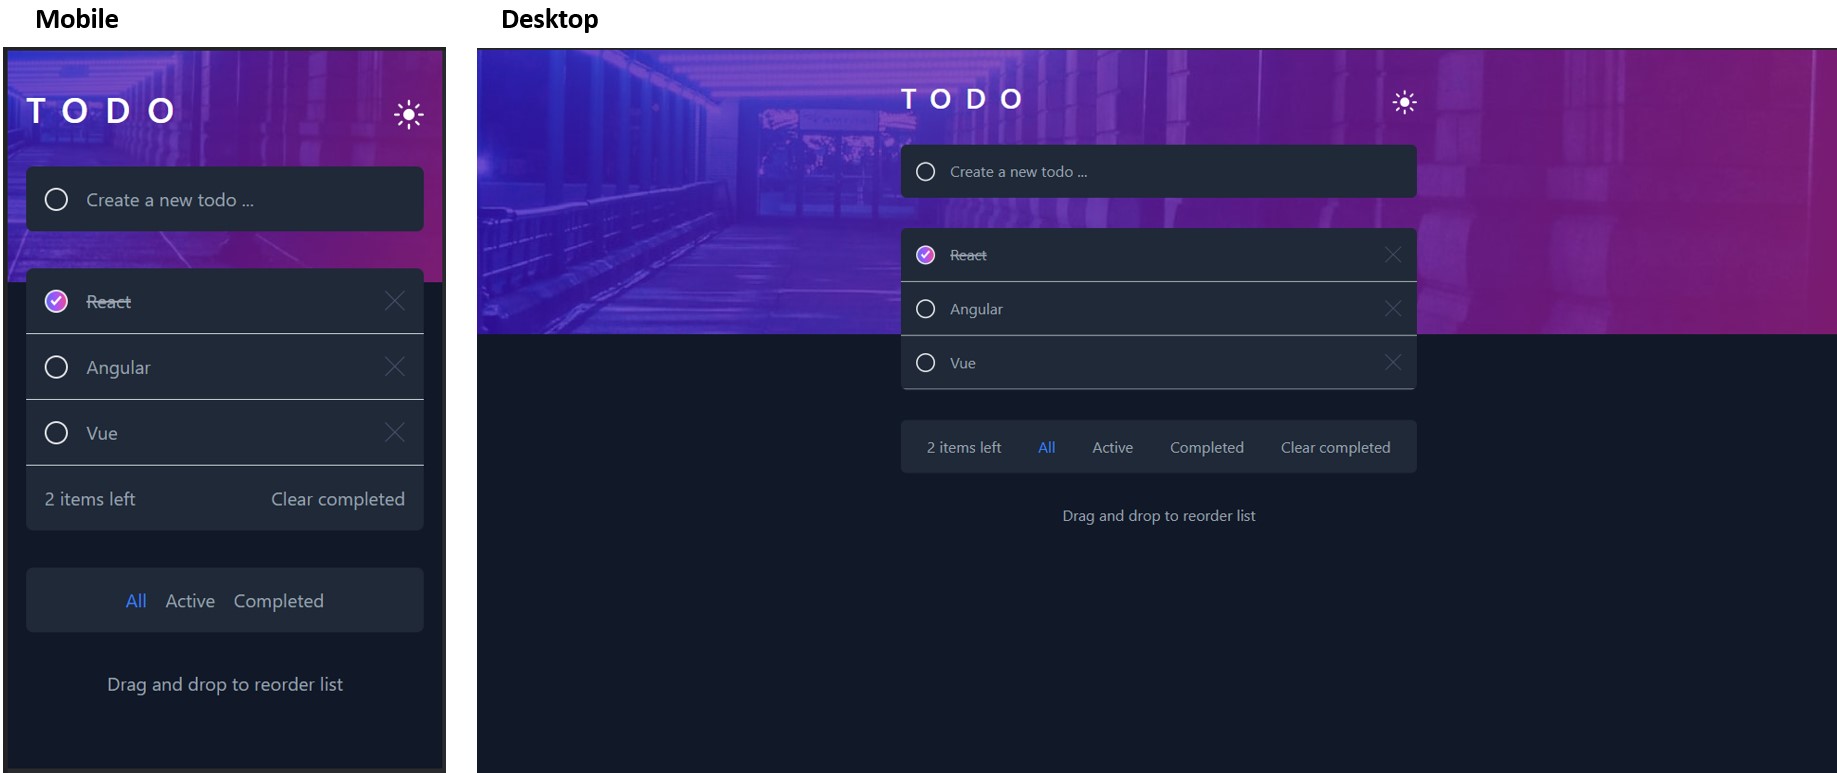 Mobile
TODO
Create a new todo ...
React
Angular
Vue
2 items left Clear completed
All Active Completed
Drag and drop to reorder list
Desktop
TODO
Create a new todo ...
React
Angular
Vue
2 items left All Active Completed Clear completed
Drag and drop to reorder list